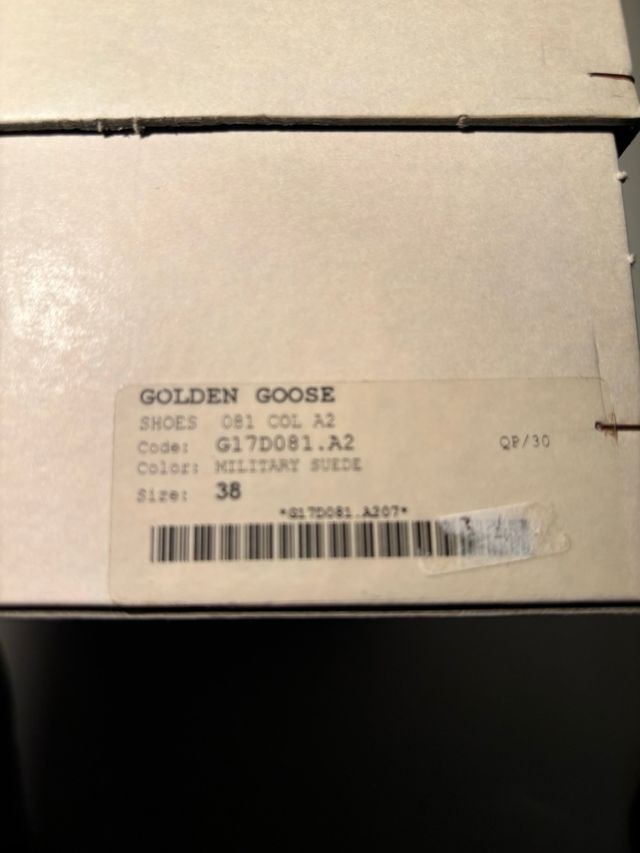 GOLDEN GOOSE
SHOES 081 COL A2
Code: G17D081.A2
QP/30
Color: MILITARY SUEDE
Size: 38
*G17D081.A207*